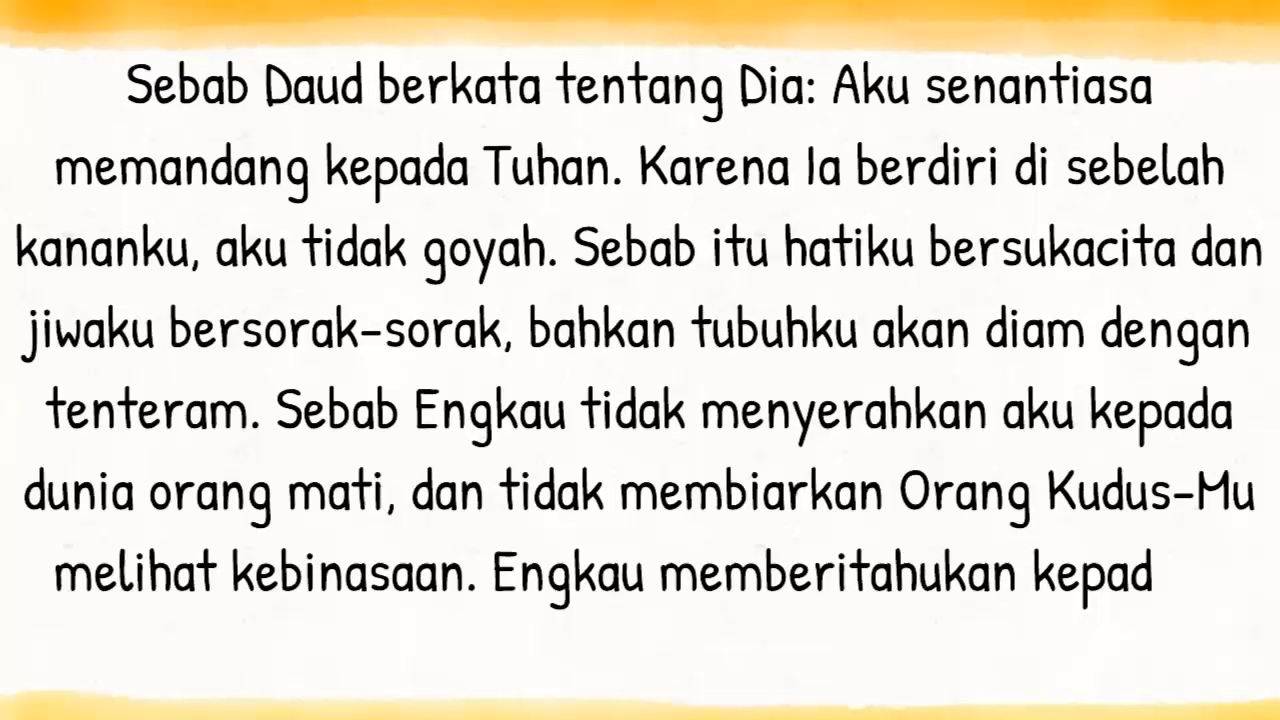 Sebab Daud berkata tentang Dia: Aku senantiasa
memandang kepada Tuhan. Karena Ia berdiri di sebelah
kananku, aku tidak goyah. Sebab itu hatiku bersukacita dan
jiwaku bersorak-sorak, bahkan tubuhku akan diam dengan
tenteram. Sebab Engkau tidak menyerahkan aku kepada
dunia orang mati, dan tidak membiarkan Orang Kudus-Mu
melihat kebinasaan. Engkau memberitahukan kepad